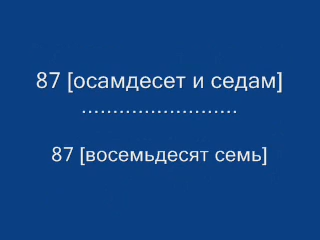 87 [осамдесет и седам]
.........................
87 [восемьдесят семь]